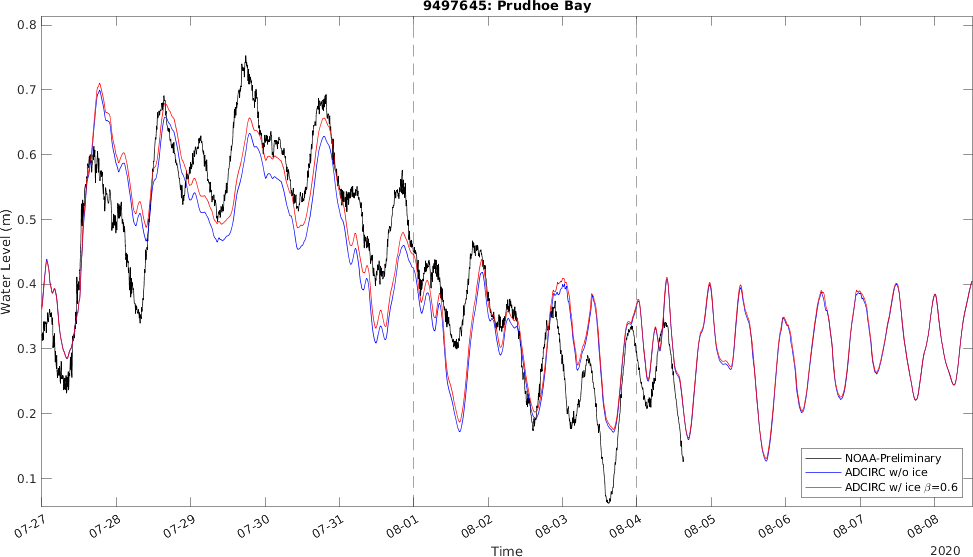 9497645: Prudhoe Bay
Water Level (m)
0.8
0.7
0.6
0.5
0.4
0.3
0.2
0.1
NOAA-Preliminary
ADCIRC w/o ice
ADCIRC w/ ice β=0.6
07-27 07-28 07-29 07-30 07-31 08-01 08-02 08-03 08-04 08-05 08-06 08-07 08-08
Time
2020